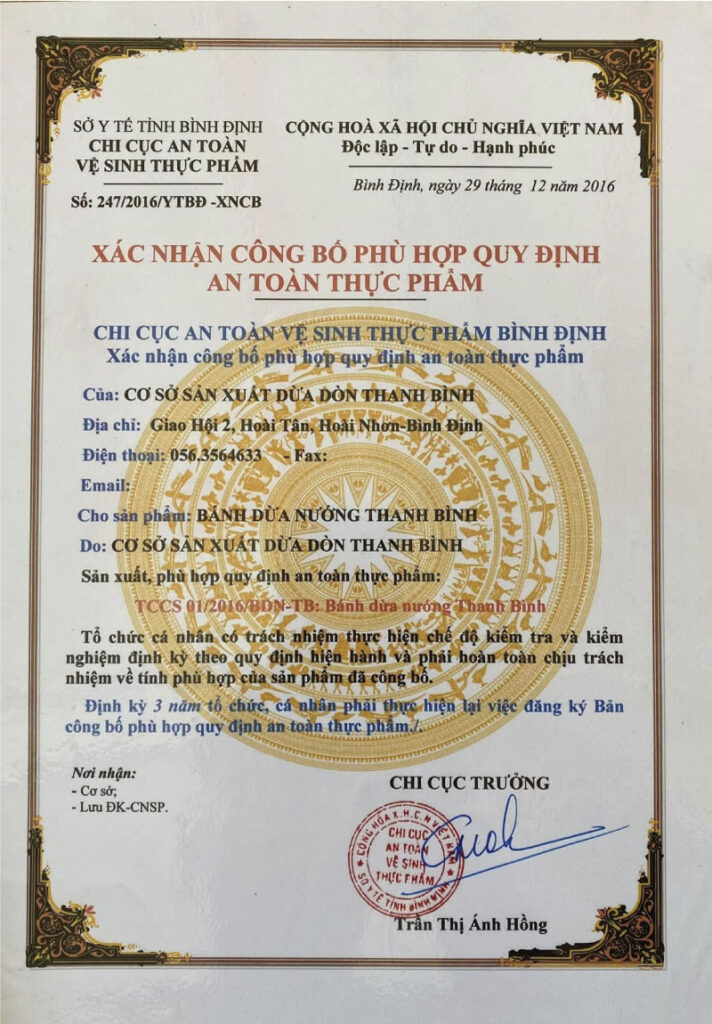 SỞ Y TẾ TỈNH BÌNH ĐỊNH
CHI CỤC AN TOÀN
VỆ SINH THỰC PHẨM
Số: 247/2016/YTBĐ -XNCB
CỘNG HOÀ XÃ HỘI CHỦ NGHĨA VIỆT NAM
Độc lập - Tự do - Hạnh phúc
Bình Định, ngày 29 tháng 12 năm 2016
XÁC NHẬN CÔNG BỐ PHÙ HỢP QUY ĐỊNH
AN TOÀN THỰC PHẨM
CHI CỤC AN TOÀN VỆ SINH THỰC PHẨM BÌNH ĐỊNH
Xác nhận công bố phù hợp quy định an toàn thực phẩm
Của: CƠ SỞ SẢN XUẤT DỪA DÒN THANH BÌNH
Địa chỉ: Giao Hội 2, Hoài Tân, Hoài Nhơn-Bình Định
Điện thoại: 056.3564633 - Fax:
Email:
Cho sản phẩm: BÁNH DỪA NƯỚNG THANH BÌNH
Do: CƠ SỞ SẢN XUẤT DỪA DÒN THANH BÌNH
Sản xuất, phù hợp quy định an toàn thực phẩm:
TCCS 01/2016/BDN-TB: Bánh dừa nướng Thanh Bình
Tổ chức cá nhân có trách nhiệm thực hiện chế độ kiểm tra và kiểm
nghiệm định kỳ theo quy định hiện hành và phải hoàn toàn chịu trách
nhiệm về tính phù hợp của sản phẩm đã công bố.
Định kỳ 3 năm tổ chức, cá nhân phải thực hiện lại việc đăng ký Bản
công bố phù hợp quy định an toàn thực phẩm./.
Nơi nhận:
- Cơ sở;
- Lưu ĐK-CNSP.
CHI CỤC TRƯỞNG
CỘNG HÒA X.H.C.N VIỆT NAM
CHI CỤC
AN TOÀN
VỆ SINH
THỰC PHẨM
SỞ Y TẾ TỈNH BÌNH ĐỊNH
Trần Thị Ánh Hồng